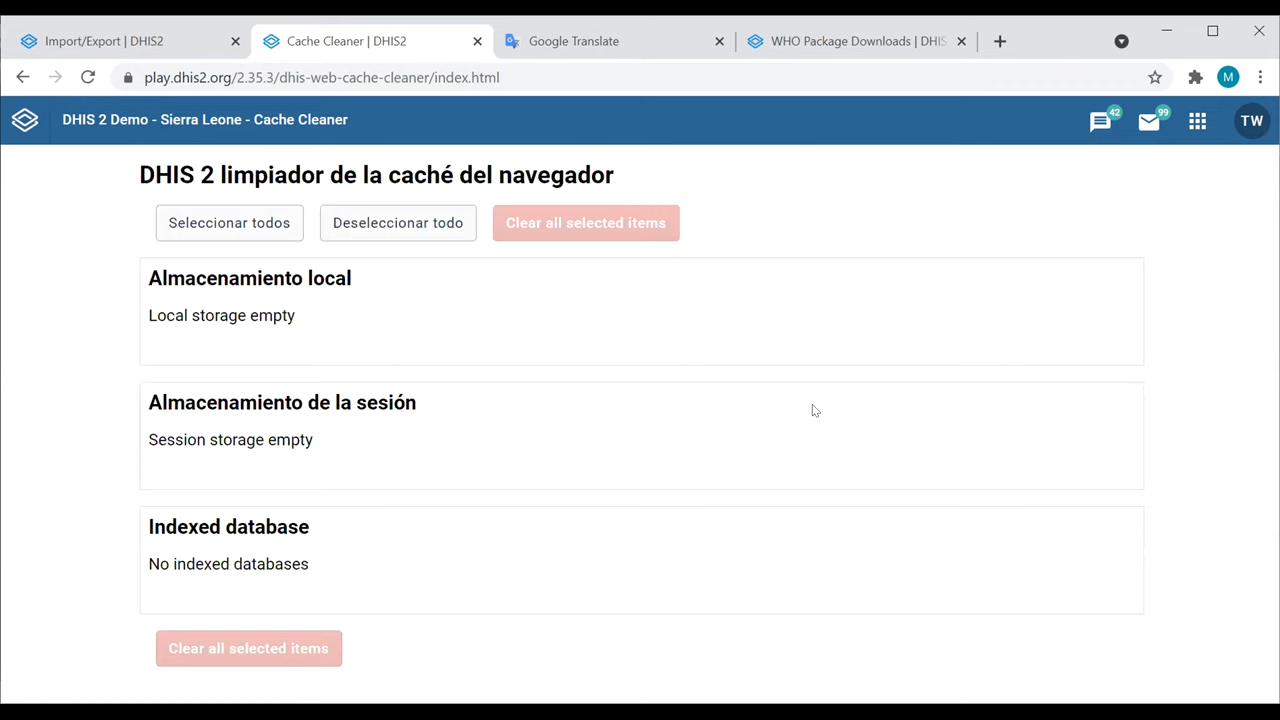 Import/Export | DHIS2
Cache Cleaner | DHIS2
Google Translate
WHO Package Downloads | DHIS
play.dhis2.org/2.35.3/dhis-web-cache-cleaner/index.html
M
DHIS 2 Demo - Sierra Leone - Cache Cleaner
42
99
TW
DHIS 2 limpiador de la caché del navegador
Seleccionar todos
Deseleccionar todo
Clear all selected items
Almacenamiento local
Local storage empty
Almacenamiento de la sesión
Session storage empty
Indexed database
No indexed databases
Clear all selected items